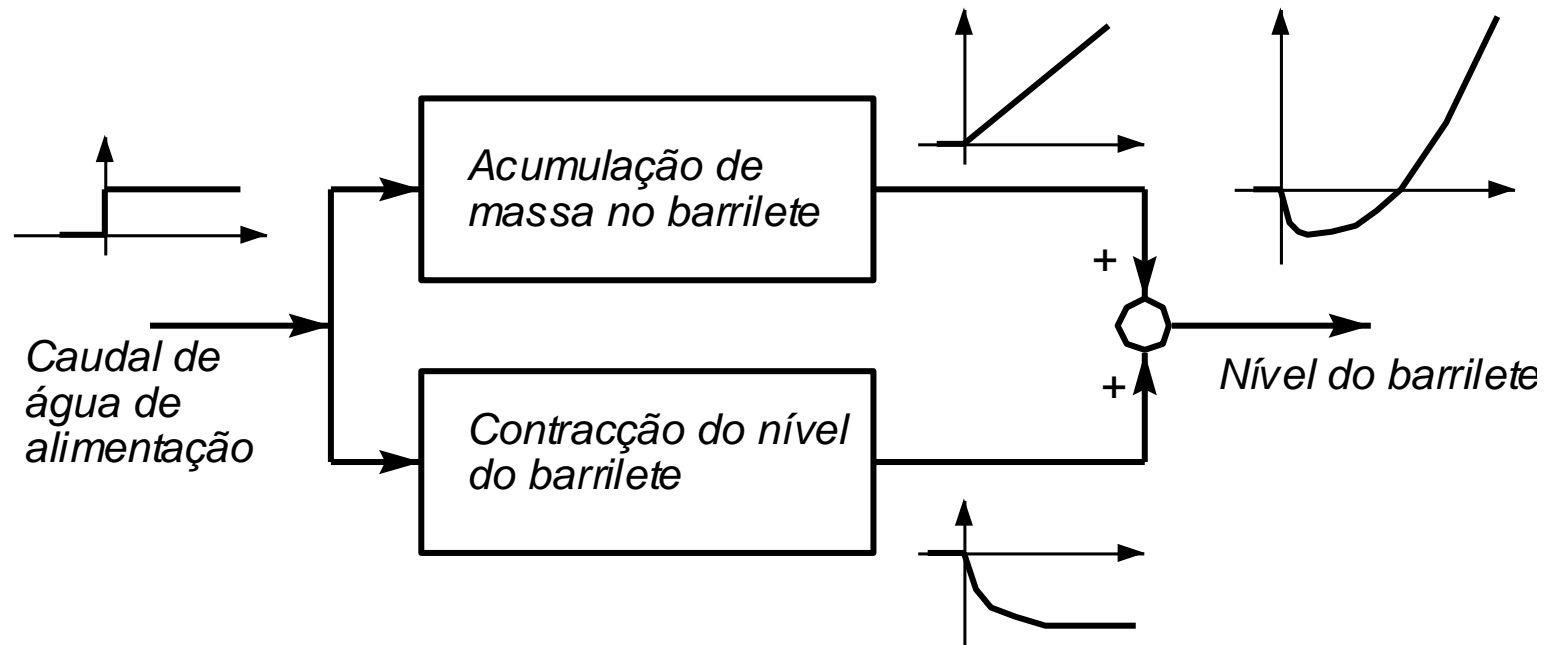 Acumulação de
massa no barrilete
+
Caudal de
água de
alimentação
Nível do barrilete
+
Contracção do nível
do barrilete